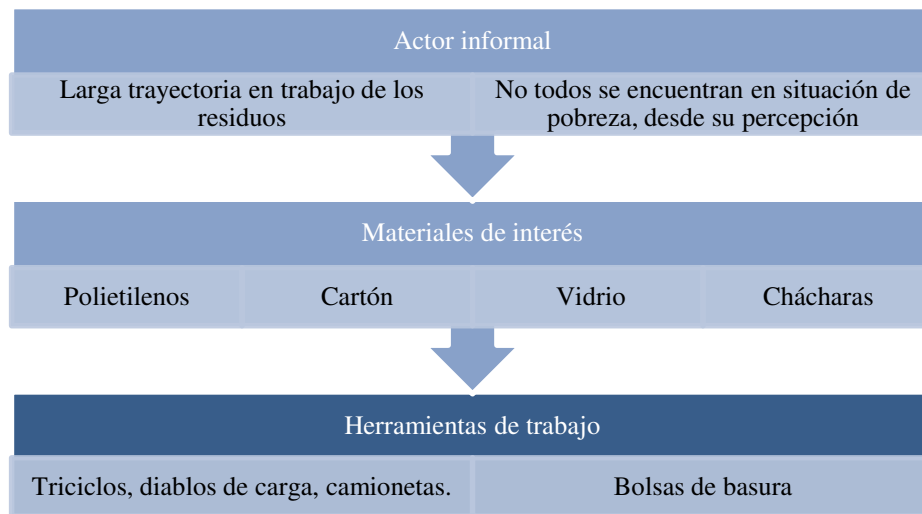 Actor informal
Larga trayectoria en trabajo de los
residuos
No todos se encuentran en situación de
pobreza, desde su percepción
Materiales de interés
Polietilenos
Cartón
Vidrio
Chácharas
Herramientas de trabajo
Triciclos, diablos de carga, camionetas.
Bolsas de basura